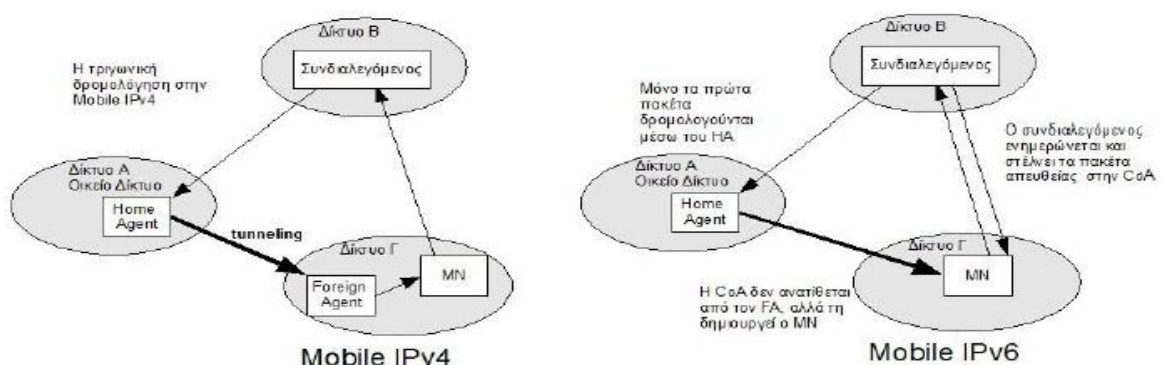 Δίκτυο Β
Συνδιαλεγόμενος
Η τριγωνική
δρομολόγηση στην
Mobile IPv4
Δίκτυο Α
Οικείο Δίκτυο
Home
Agent
tunneling
Δίκτυο Γ
Foreign
Agent
MN
Mobile IPv4
Δίκτυο Β
Συνδιαλεγόμενος
Μόνο τα πρώτα
πακέτα
δρομολογούνται
μέσω του HA
Ο συνδιαλεγόμενος
ενημερώνεται και
στέλνει τα πακέτα
απευθείας στην CoA
Δίκτυο Α
Οικείο Δίκτυο
Home
Agent
Δίκτυο Γ
MN
Η CoA δεν ανατίθεται
από τον FA, αλλά τη
δημιουργεί ο MN
Mobile IPv6